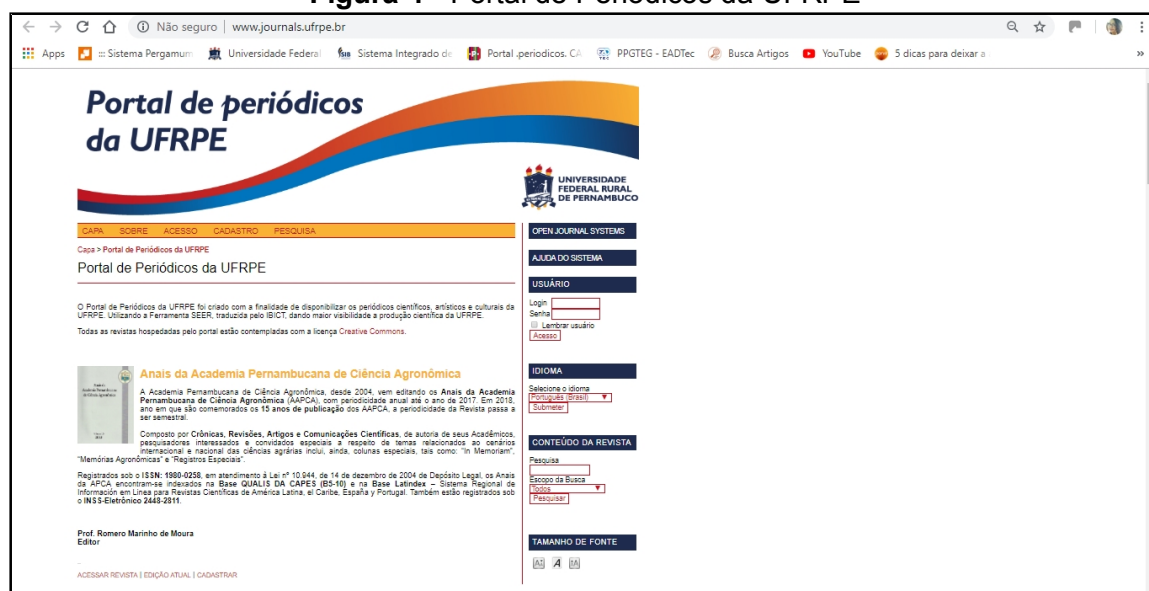 Não seguro | www.journals.ufrpe.br
Apps ::: Sistema Pergamum Universidade Federal Sistema Integrado de Portal .periodicos. CA PPGTEG - EADTec Busca Artigos YouTube 5 dicas para deixar a »
Portal de periódicos
da UFRPE
UNIVERSIDADE
FEDERAL RURAL
DE PERNAMBUCO
CAPA SOBRE ACESSO CADASTRO PESQUISA
Capa > Portal de Periódicos da UFRPE
Portal de Periódicos da UFRPE
O Portal de Periódicos da UFRPE foi criado com a finalidade de disponibilizar os periódicos científicos, artísticos e culturais da
UFRPE. Utilizando a Ferramenta SEER, traduzida pelo IBICT, dando maior visibilidade a produção científica da UFRPE.
Todas as revistas hospedadas pelo portal estão contempladas com a licença Creative Commons.
Anais da Academia Pernambucana de Ciência Agronômica
A Academia Pernambucana de Ciência Agronômica, desde 2004, vem editando os Anais da Academia
Pernambucana de Ciência Agronômica (AAPCA), com periodicidade anual até o ano de 2017. Em 2018,
ano em que são comemorados os 15 anos de publicação dos AAPCA, a periodicidade da Revista passa a
ser semestral.
Composto por Crônicas, Revisões, Artigos e Comunicações Científicas, de autoria de seus Acadêmicos,
pesquisadores interessados e convidados especiais a respeito de temas relacionados ao cenários
internacional e nacional das ciências agrárias inclui, ainda, colunas especiais, tais como: "In Memoriam",
"Memórias Agronômicas" e "Registros Especiais".
Registrados sob o ISSN: 1980-0258, em atendimento à Lei nº 10.944, de 14 de dezembro de 2004 de Depósito Legal, os Anais
da APCA encontram-se indexados na Base QUALIS DA CAPES (B5-10) e na Base Latindex – Sistema Regional de
Información en Linea para Revistas Científicas de América Latina, el Caribe, España y Portugal. Também estão registrados sob
o INSS-Eletrônico 2448-2811.
Prof. Romero Marinho de Moura
Editor
...
ACESSAR REVISTA | EDIÇÃO ATUAL | CADASTRAR
OPEN JOURNAL SYSTEMS
AJUDA DO SISTEMA
USUÁRIO
Login
Senha
Lembrar usuário
Acesso
IDIOMA
Selecione o idioma
Português (Brasil)
Submeter
CONTEÚDO DA REVISTA
Pesquisa
Escopo da Busca
Todos
Pesquisar
TAMANHO DE FONTE